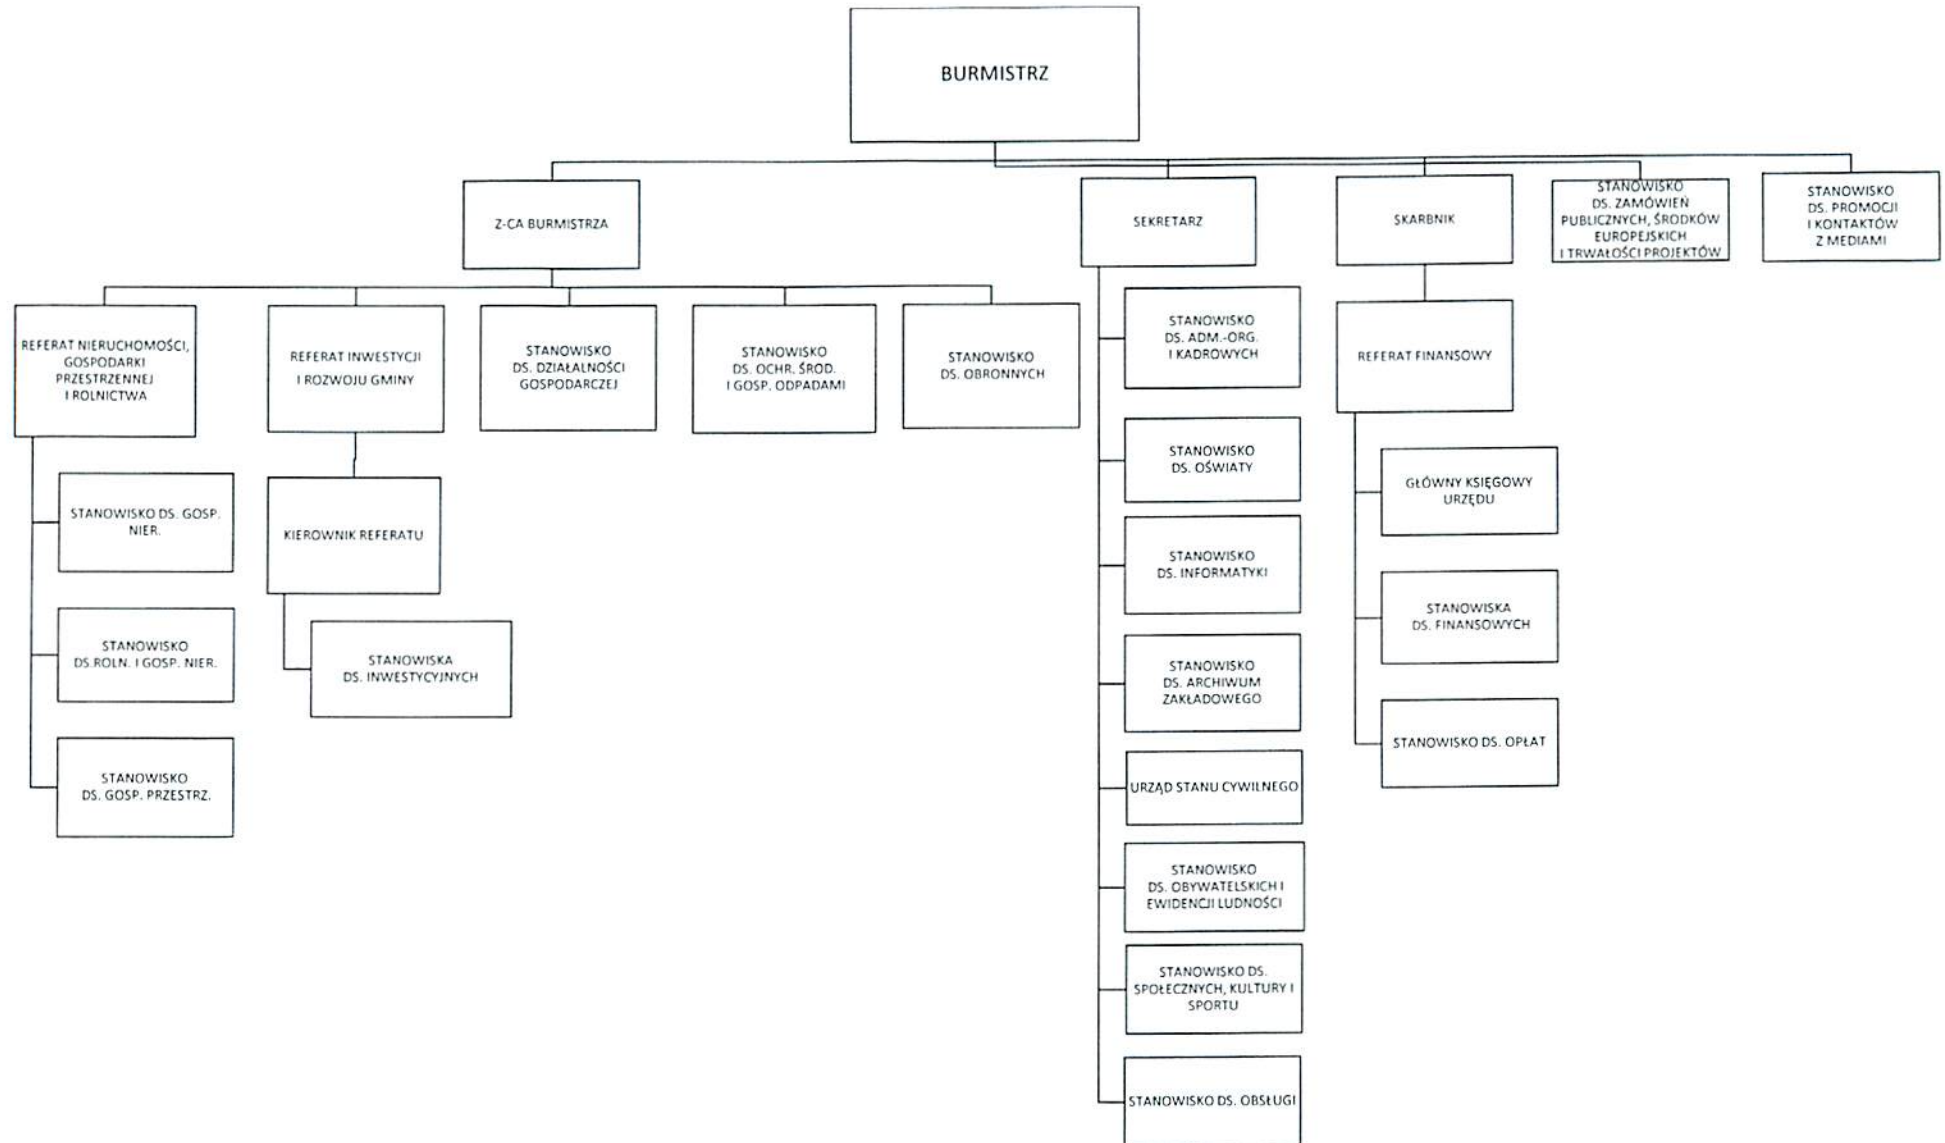 BURMISTRZ
Z-CA BURMISTRZA
SEKRETARZ
SKARBNIK
STANOWISKO
DS. ZAMÓWIEŃ
PUBLICZNYCH, ŚRODKÓW
EUROPEJSKICH
I TRWAŁOŚCI PROJEKTÓW
STANOWISKO
DS. PROMOCJI
I KONTAKTÓW
Z MEDIAMI
REFERAT NIERUCHOMOŚCI,
GOSPODARKI
PRZESTRZENNEJ
I ROLNICTWA
REFERAT INWESTYCJI
I ROZWOJU GMINY
STANOWISKO
DS. DZIAŁALNOŚCI
GOSPODARCZEJ
STANOWISKO
DS. OCHR. ŚROD.
I GOSP. ODPADAMI
STANOWISKO
DS. OBRONNYCH
STANOWISKO DS. GOSP.
NIER.
STANOWISKO
DS.ROLN. I GOSP. NIER.
STANOWISKO
DS. GOSP. PRZESTRZ.
KIEROWNIK REFERATU
STANOWISKA
DS. INWESTYCYJNYCH
STANOWISKO
DS. ADM.-ORG.
I KADROWYCH
STANOWISKO
DS. OŚWIATY
STANOWISKO
DS. INFORMATYKI
STANOWISKO
DS. ARCHIWUM
ZAKŁADOWEGO
URZĄD STANU CYWILNEGO
STANOWISKO
DS. OBYWATELSKICH I
EWIDENCJI LUDNOŚCI
STANOWISKO DS.
SPOŁECZNYCH, KULTURY I
SPORTU
STANOWISKO DS. OBSŁUGI
REFERAT FINANSOWY
GŁÓWNY KSIĘGOWY
URZĘDU
STANOWISKA
DS. FINANSOWYCH
STANOWISKO DS. OPŁAT